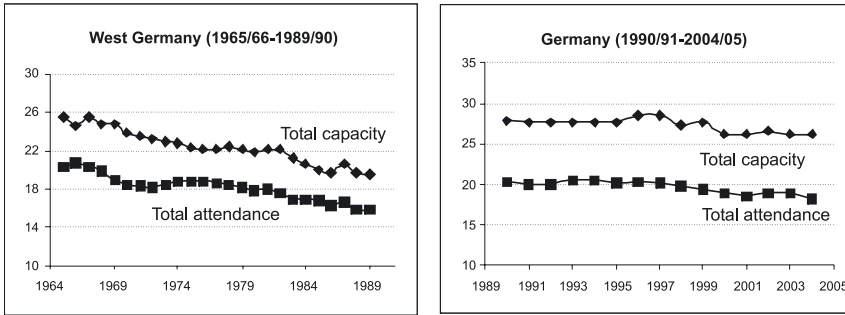 West Germany (1965/66-1989/90)
30
26
22
18
14
10
Total capacity
Total attendance
1964 1969 1974 1979 1984 1989
Germany (1990/91-2004/05)
35
30
25
20
15
10
Total capacity
Total attendance
1989 1991 1993 1995 1997 1999 2001 2003 2005